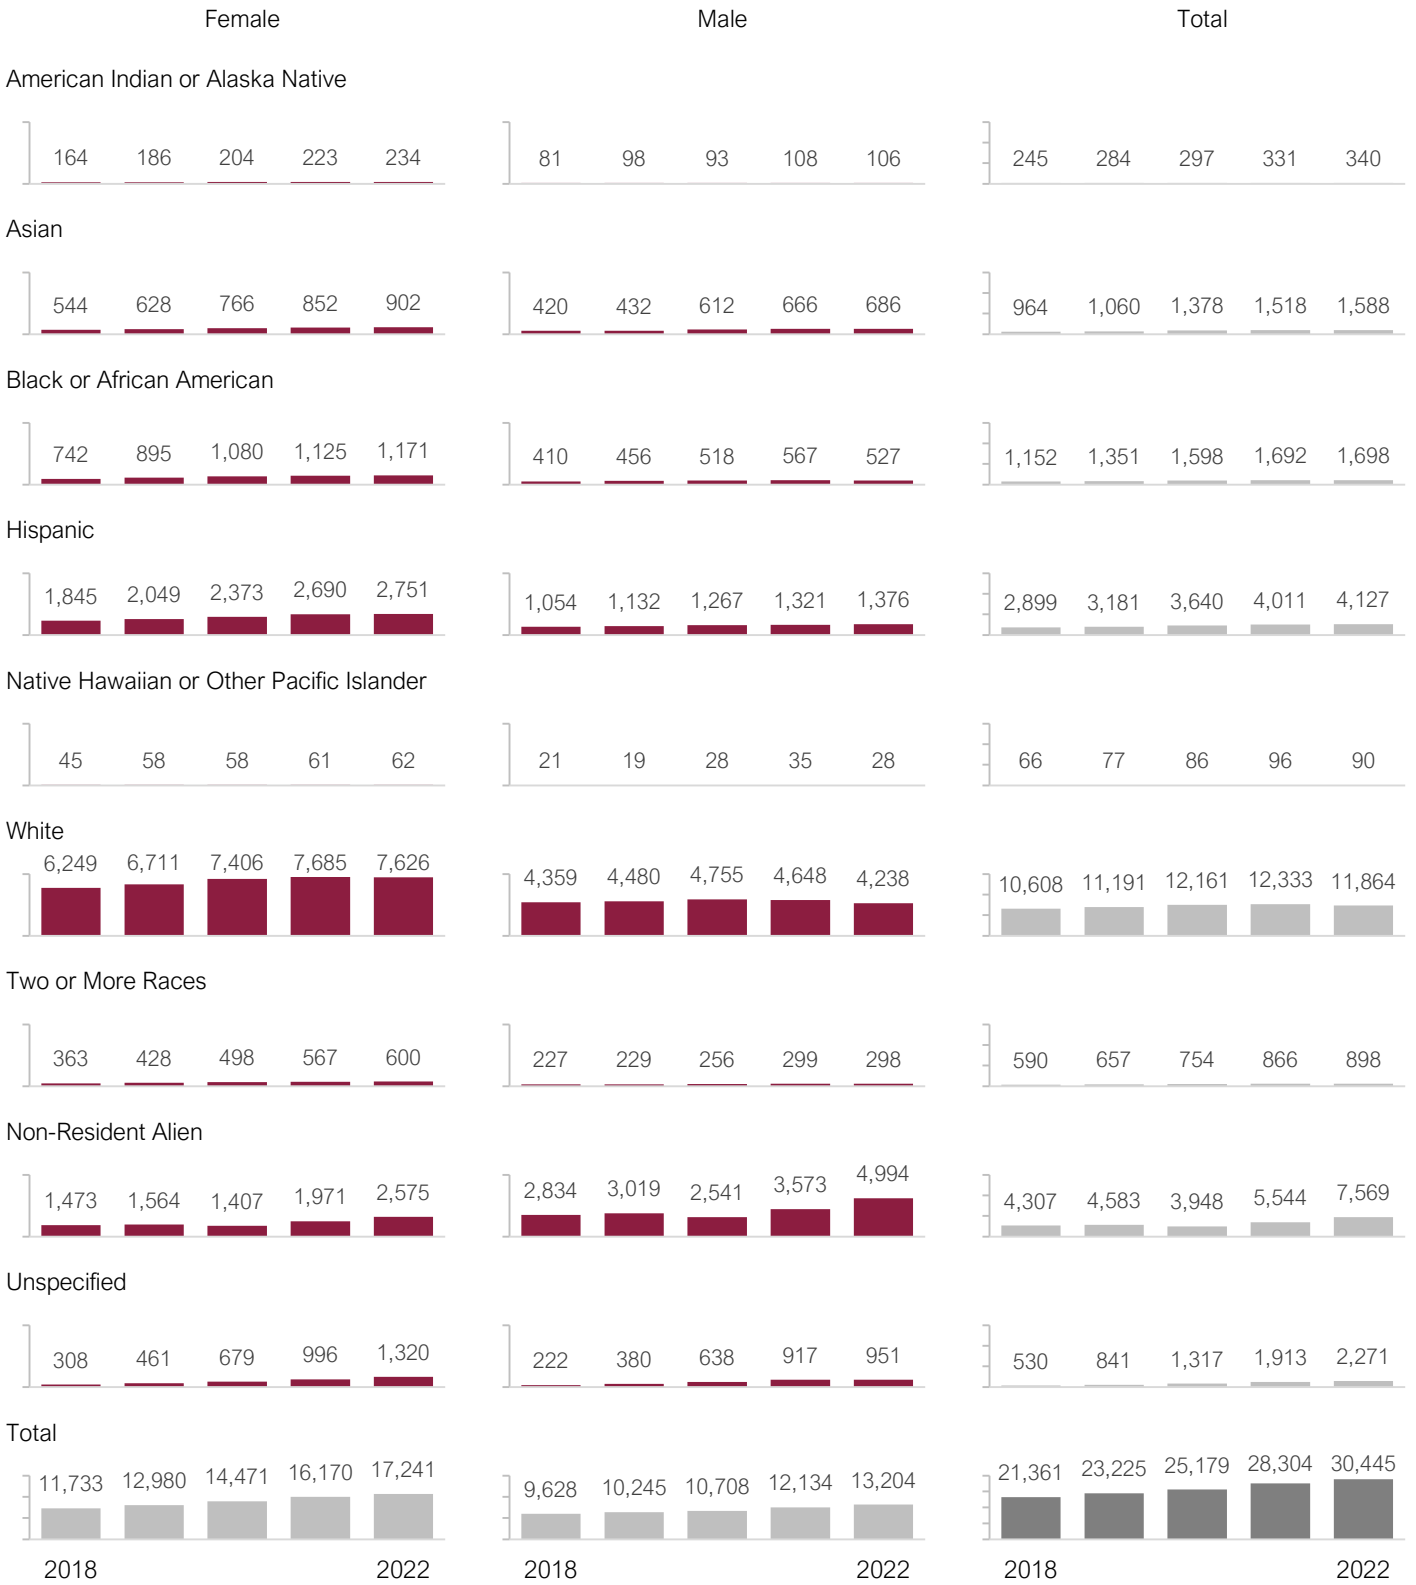 Female Male Total
American Indian or Alaska Native
164 186 204 223 234 81 98 93 108 106 245 284 297 331 340
Asian
544 628 766 852 902 420 432 612 666 686 964 1,060 1,378 1,518 1,588
Black or African American
742 895 1,080 1,125 1,171 410 456 518 567 527 1,152 1,351 1,598 1,692 1,698
Hispanic
1,845 2,049 2,373 2,690 2,751 1,054 1,132 1,267 1,321 1,376 2,899 3,181 3,640 4,011 4,127
Native Hawaiian or Other Pacific Islander
45 58 58 61 62 21 19 28 35 28 66 77 86 96 90
White
6,249 6,711 7,406 7,685 7,626 4,359 4,480 4,755 4,648 4,238 10,608 11,191 12,161 12,333 11,864
Two or More Races
363 428 498 567 600 227 229 256 299 298 590 657 754 866 898
Non-Resident Alien
1,473 1,564 1,407 1,971 2,575 2,834 3,019 2,541 3,573 4,994 4,307 4,583 3,948 5,544 7,569
Unspecified
308 461 679 996 1,320 222 380 638 917 951 530 841 1,317 1,913 2,271
Total
11,733 12,980 14,471 16,170 17,241 9,628 10,245 10,708 12,134 13,204 21,361 23,225 25,179 28,304 30,445
2018 2022 2018 2022 2018 2022